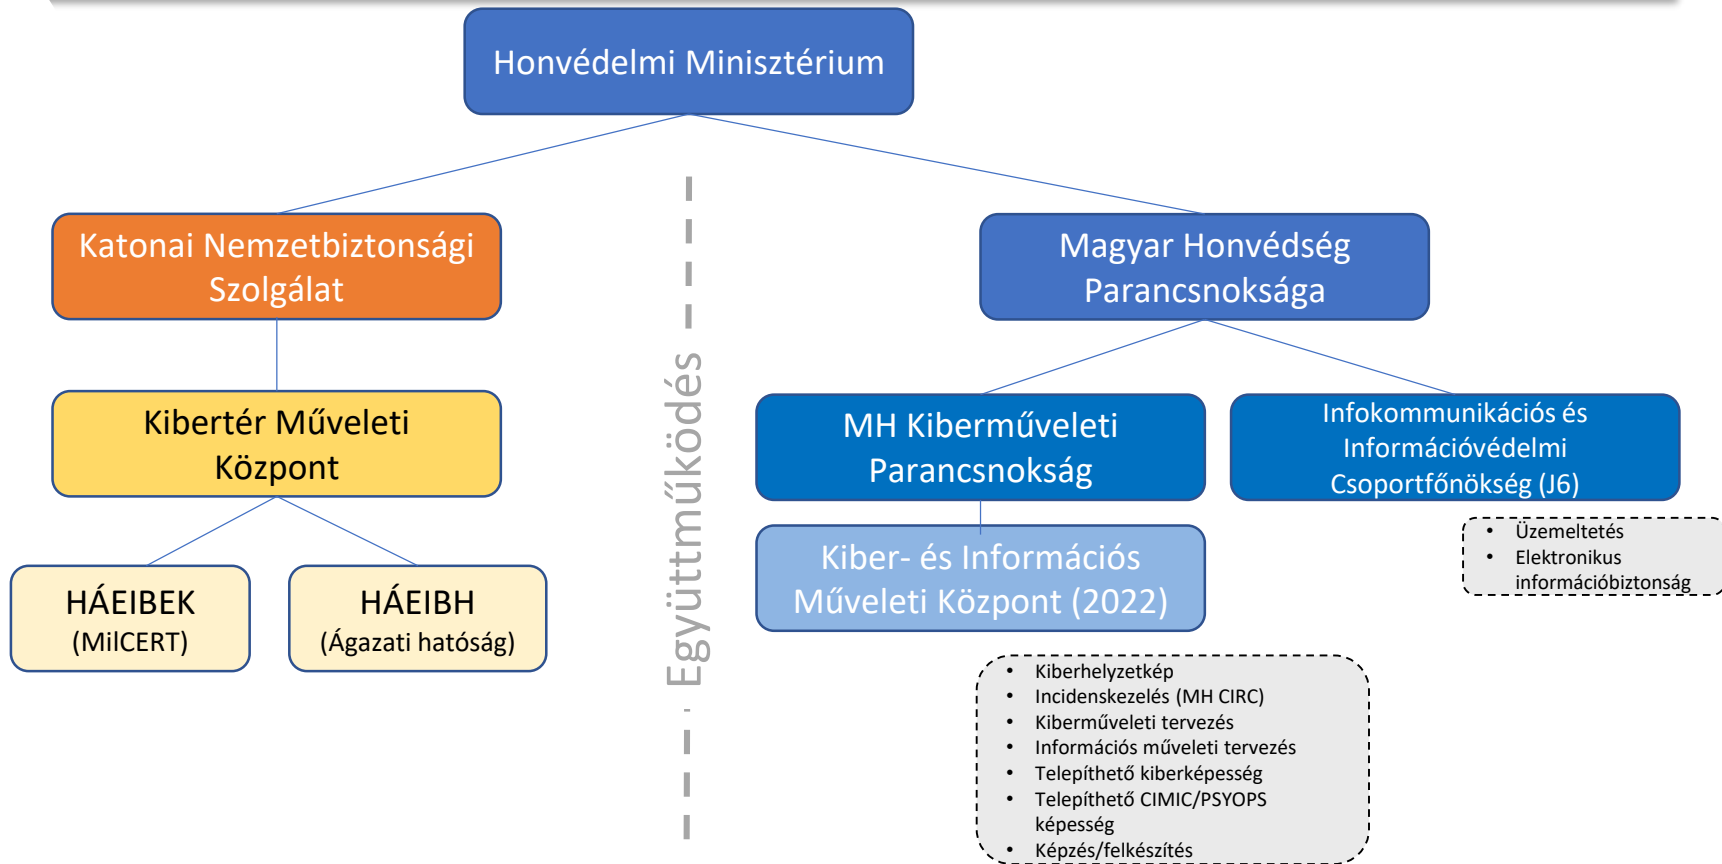 Honvédelmi Minisztérium
Katonai Nemzetbiztonsági
Szolgálat
Magyar Honvédség
Parancsnoksága
Együttműködés
Kibertér Műveleti
Központ
MH Kiberműveleti
Parancsnokság
Infokommunikációs és
Információvédelmi
Csoportfőnökség (J6)
HÁEIBEK
(MilCERT)
HÁEIBH
(Ágazati hatóság)
Kiber- és Információs
Műveleti Központ (2022)
• Üzemeltetés
• Elektronikus
információbiztonság
• Kiberhelyzetkép
• Incidenskezelés (MH CIRC)
• Kiberműveleti tervezés
• Információs műveleti tervezés
• Telepíthető kiberképesség
• Telepíthető CIMIC/PSYOPS
képesség
• Képzés/felkészítés